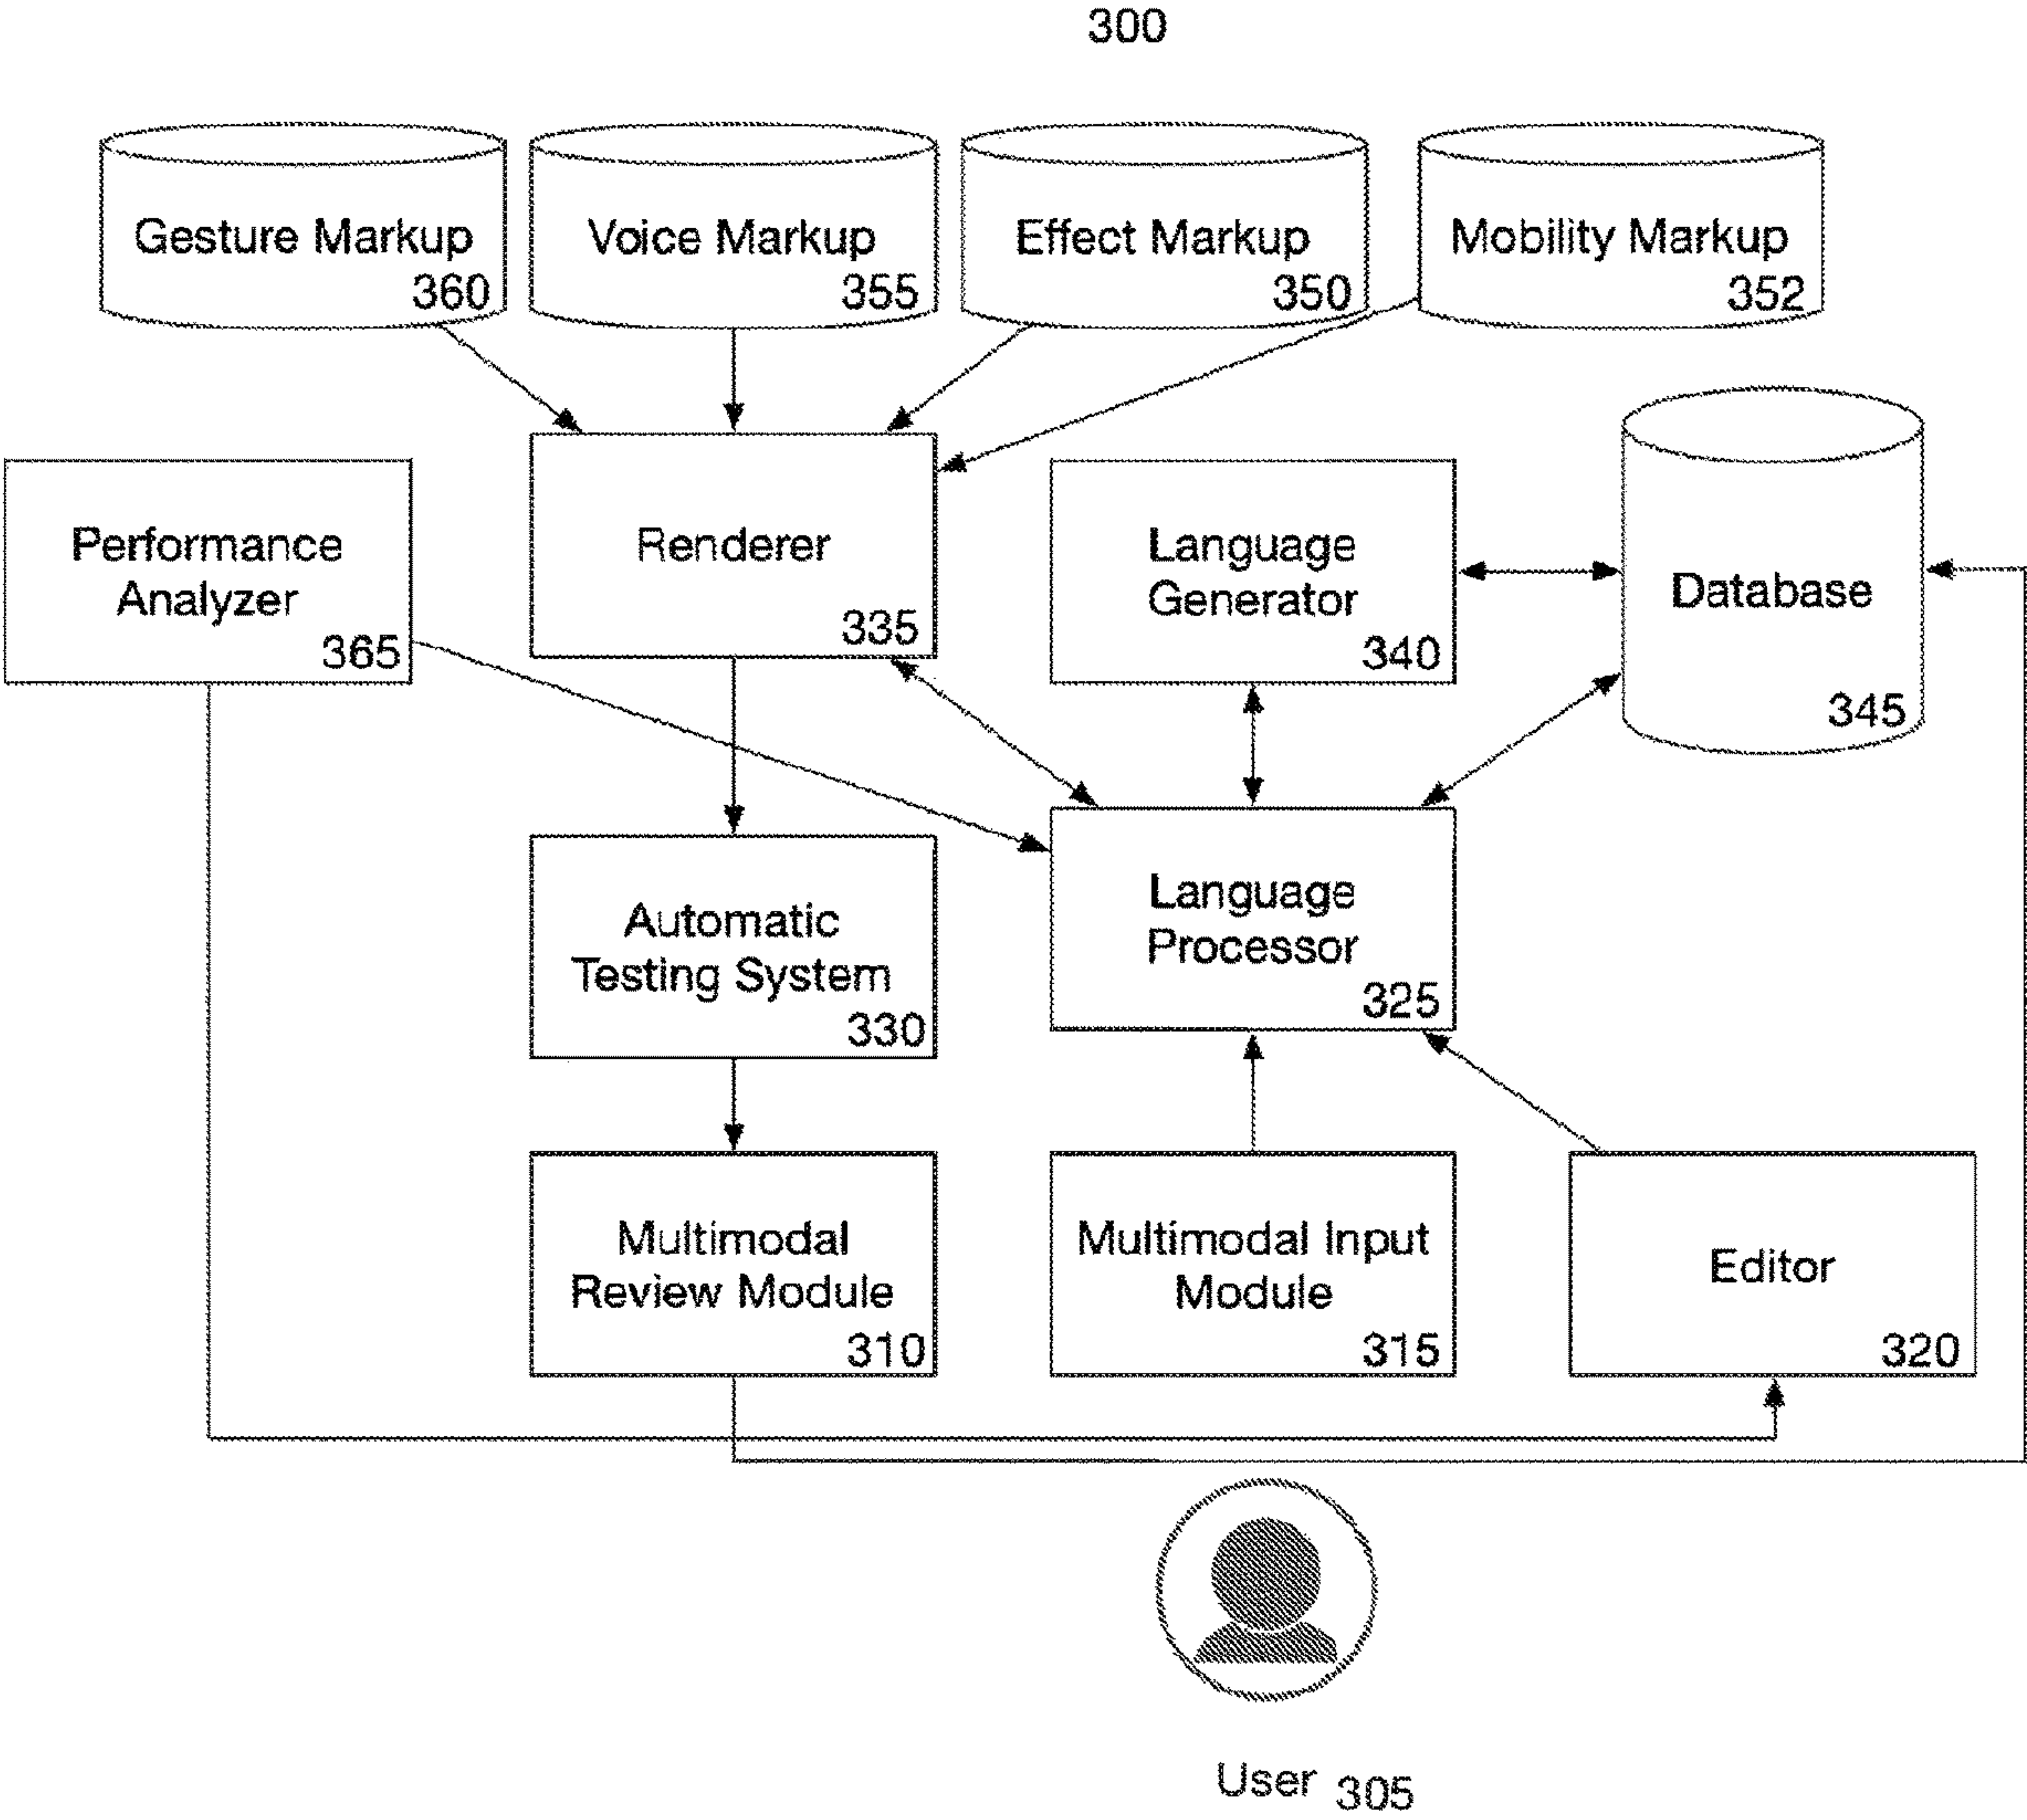 300
Gesture Markup
360
Voice Markup
355
Effect Markup
350
Mobility Markup
352
Performance
Analyzer
365
Renderer
335
Language
Generator
340
Database
345
Automatic
Testing System
330
Language
Processor
325
Multimodal
Review Module
310
Multimodal Input
Module
315
Editor
320
User 305